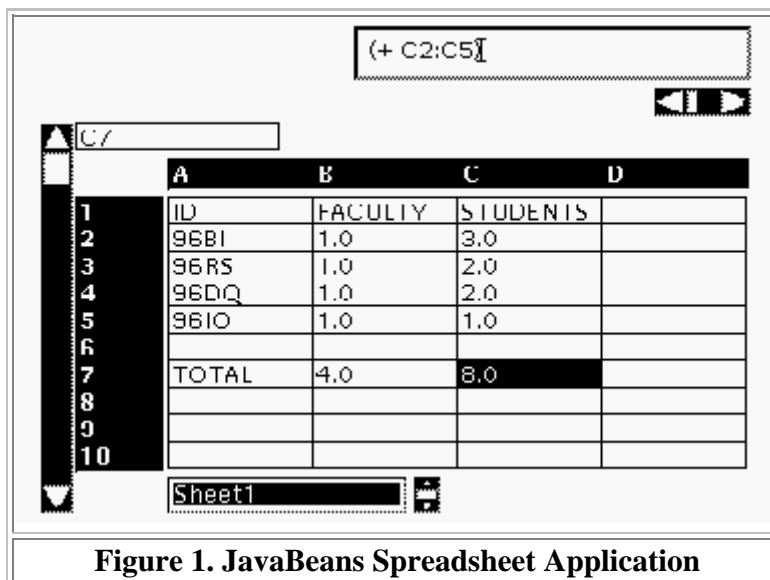 (+ C2:C5)
C7
A B C D
1 ID FACULTY STUDENTS
2 96BI 1.0 3.0
3 96RS 1.0 2.0
4 96DQ 1.0 2.0
5 96IO 1.0 1.0
6
7 TOTAL 4.0 8.0
8
9
10
Sheet1
Figure 1. JavaBeans Spreadsheet Application